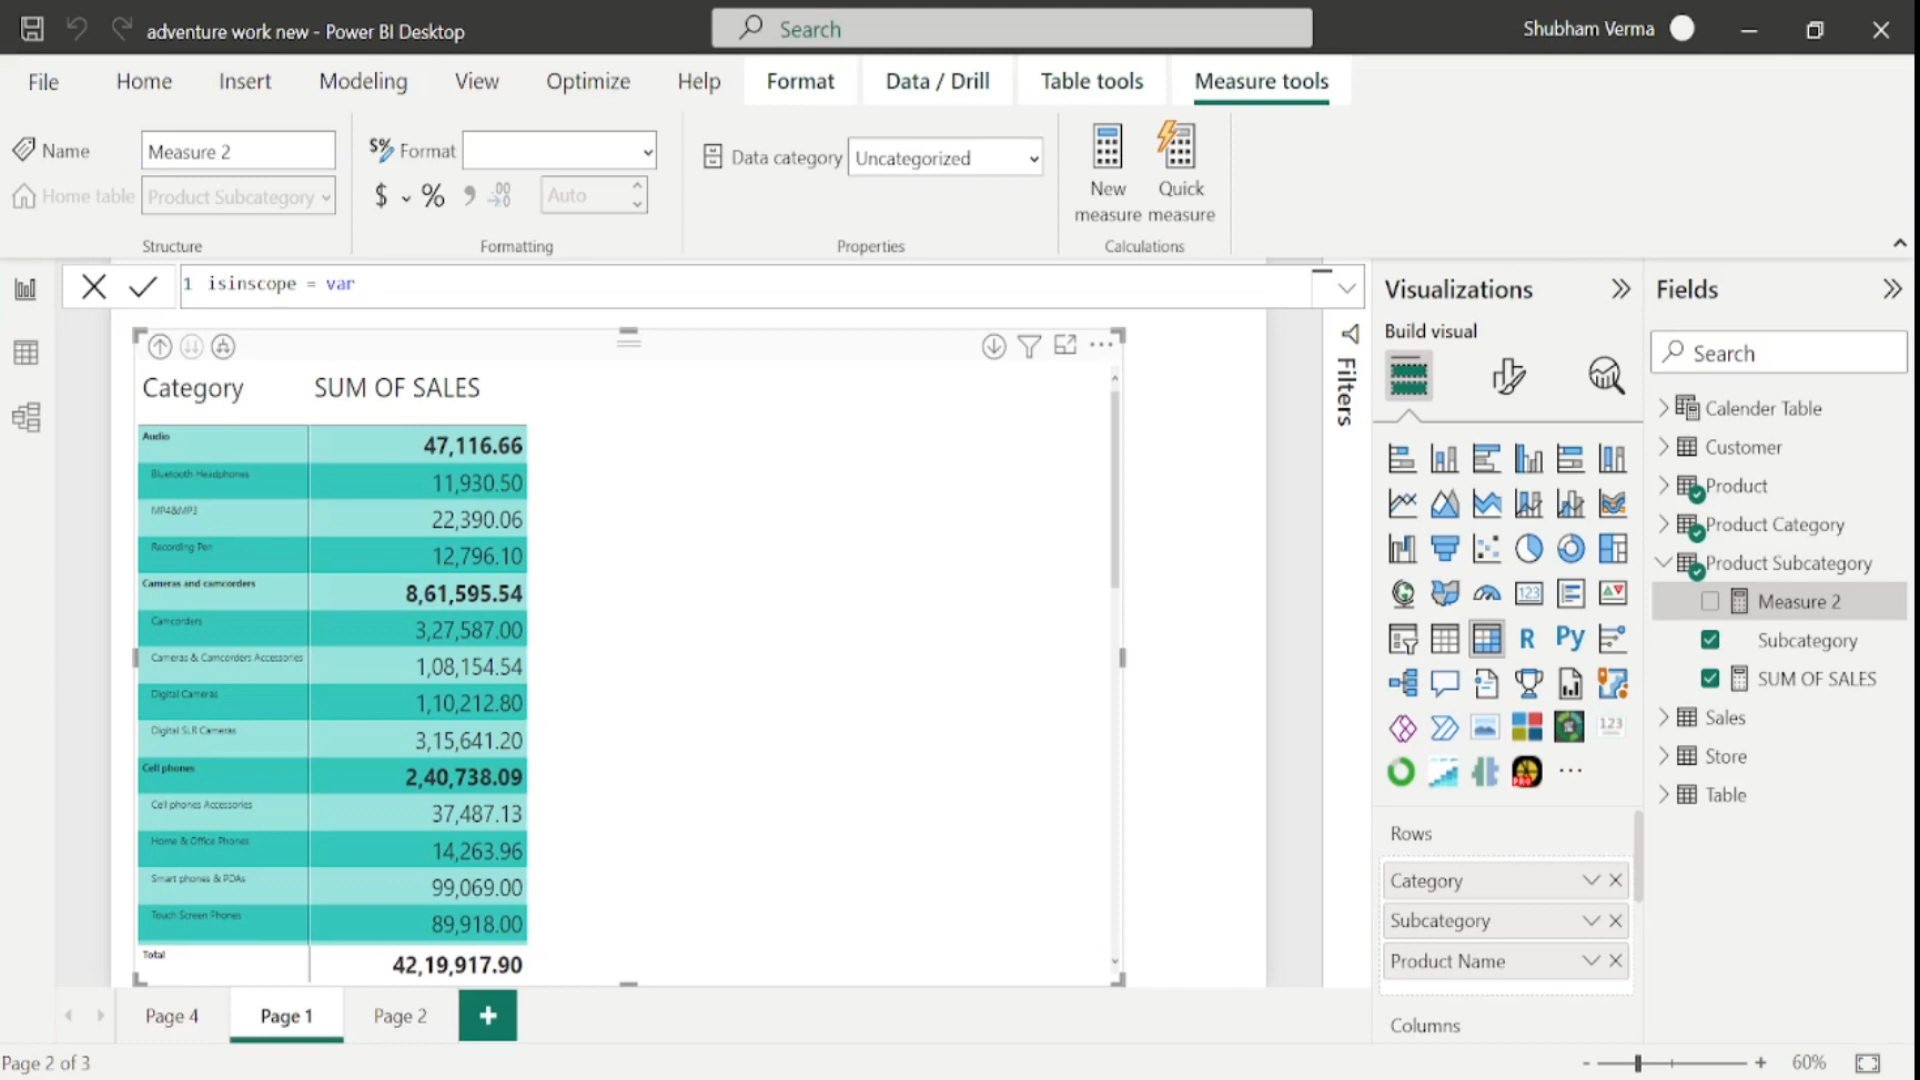 adventure work new - Power BI Desktop
Search
Shubham Verma
File Home Insert Modeling View Optimize Help Format Data / Drill Table tools Measure tools
Name Measure 2
Home table Product Subcategory
Structure
$% Format
$ % , .00 Auto
Formatting
Data category Uncategorized
Properties
New measure
Quick measure
Calculations
1 isinscope = var
Category SUM OF SALES
Audio 47,116.66
Bluetooth Headphones 11,930.50
MP4&MP3 22,390.06
Recording Pen 12,796.10
Cameras and camcorders 8,61,595.54
Camcorders 3,27,587.00
Cameras & Camcorders Accessories 1,08,154.54
Digital Cameras 1,10,212.80
Digital SLR Cameras 3,15,641.20
Cell phones 2,40,738.09
Cell phones Accessories 37,487.13
Home & Office Phones 14,263.96
Smart phones & PDAs 99,069.00
Touch Screen Phones 89,918.00
Total 42,19,917.90
Filters
Visualizations
Build visual
123
R Py
123
PRO
Rows
Category
Subcategory
Product Name
Columns
Fields
Search
Calender Table
Customer
Product
Product Category
Product Subcategory
Measure 2
Subcategory
SUM OF SALES
Sales
Store
Table
Page 4 Page 1 Page 2 +
Page 2 of 3
- + 60%